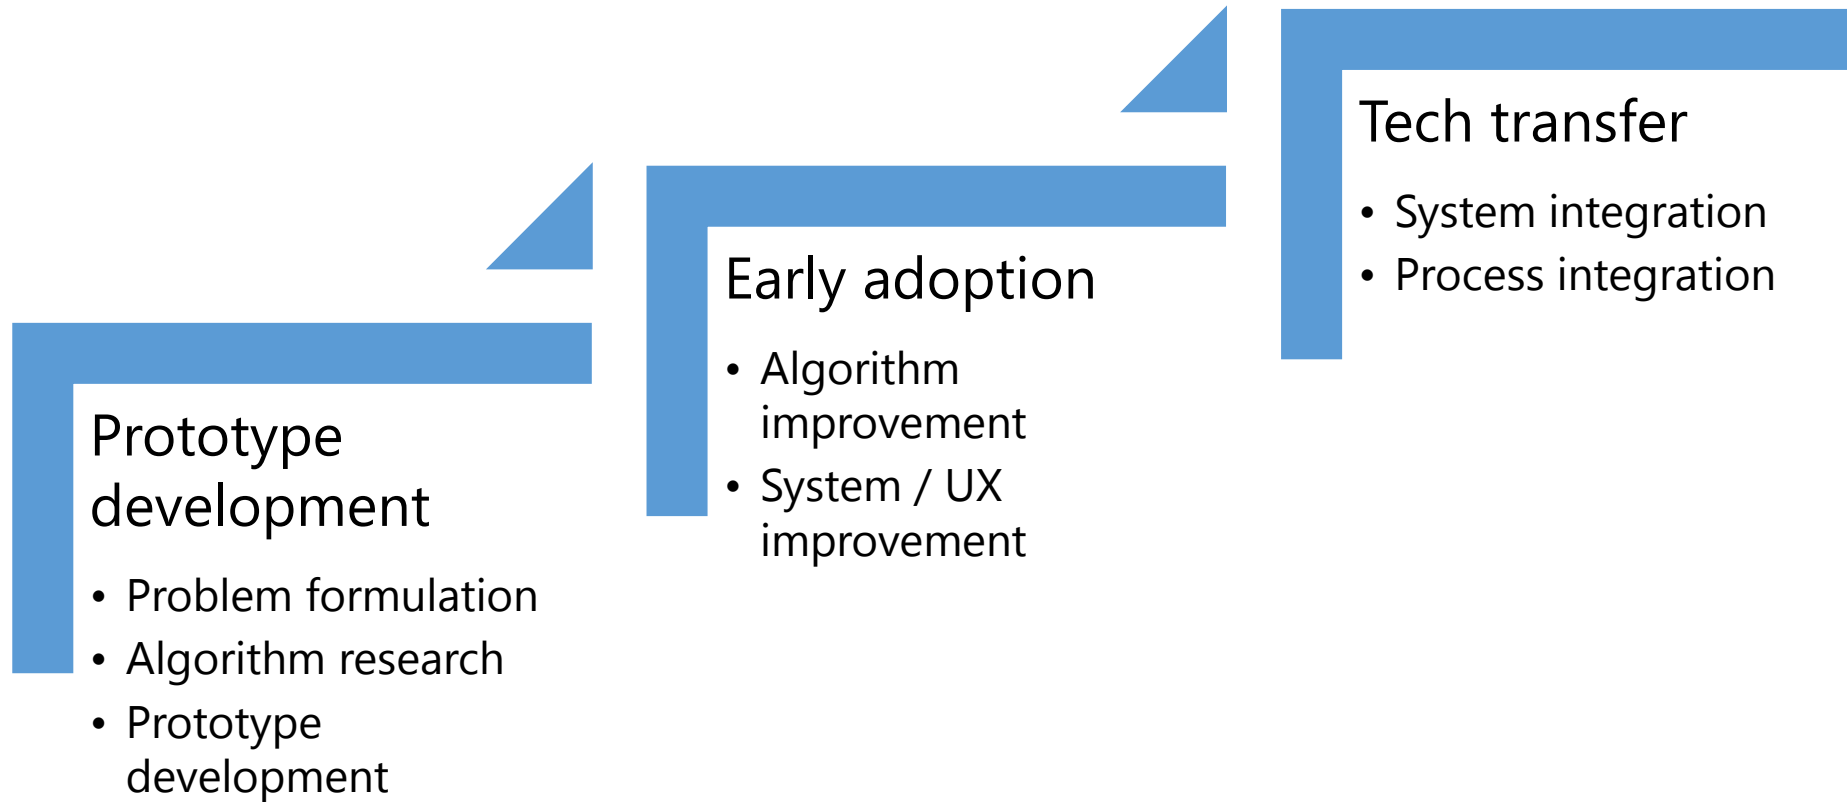 Prototype
development
• Problem formulation
• Algorithm research
• Prototype
development
Early adoption
• Algorithm
improvement
• System / UX
improvement
Tech transfer
• System integration
• Process integration